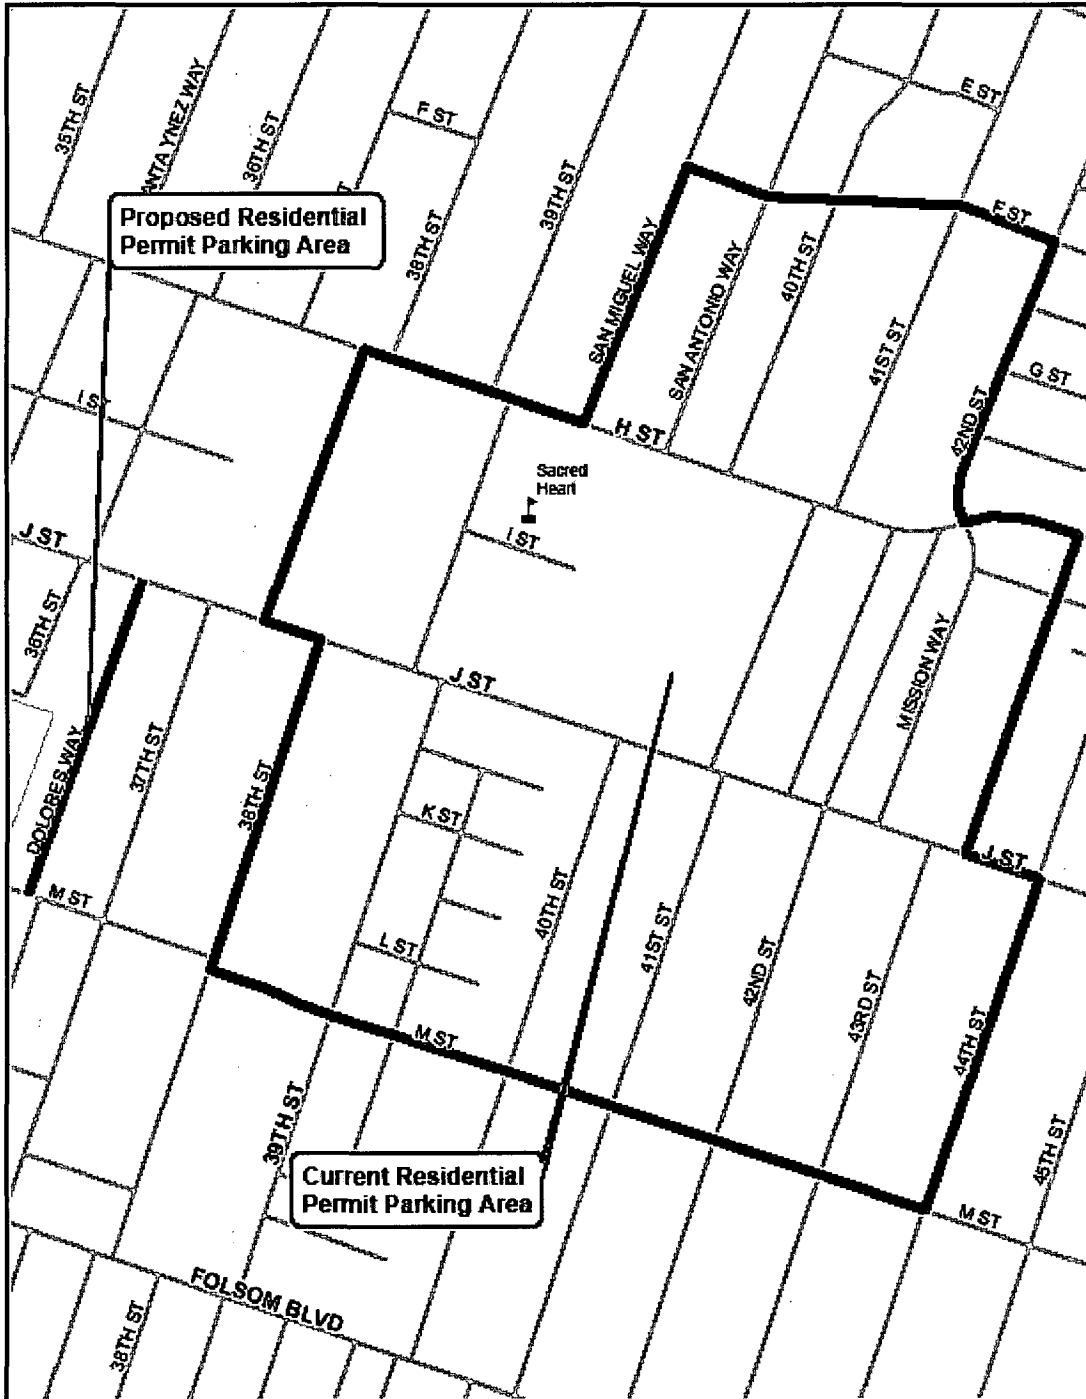 35TH ST
ANTA YNEZ WAY
36TH ST
F ST
E ST
39TH ST
38TH ST
Proposed Residential
Permit Parking Area
F ST
SAN MIGUEL WAY
SAN ANTONIO WAY
40TH ST
41ST ST
42ND ST
G ST
I ST
H ST
Sacred
Heart
I ST
J ST
36TH ST
J ST
MISSION WAY
DOLORES WAY
37TH ST
38TH ST
K ST
J ST
M ST
40TH ST
41ST ST
42ND ST
43RD ST
44TH ST
L ST
M ST
39TH ST
45TH ST
Current Residential
Permit Parking Area
M ST
FOLSOM BLVD
38TH ST